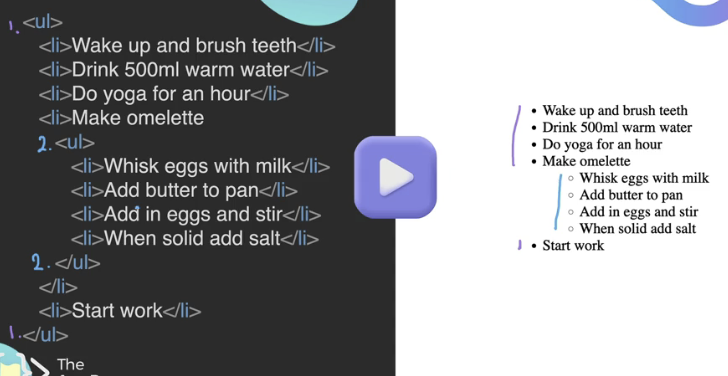 1. <ul>
<li>Wake up and brush teeth</li>
<li>Drink 500ml warm water</li>
<li>Do yoga for an hour</li>
<li>Make omelette
2. <ul>
<li>Whisk eggs with milk</li>
<li>Add butter to pan</li>
<li>Add in eggs and stir</li>
<li>When solid add salt</li>
2. </ul>
</li>
<li>Start work</li>
1. </ul>
The
• Wake up and brush teeth
• Drink 500ml warm water
• Do yoga for an hour
• Make omelette
◦ Whisk eggs with milk
◦ Add butter to pan
◦ Add in eggs and stir
◦ When solid add salt
• Start work